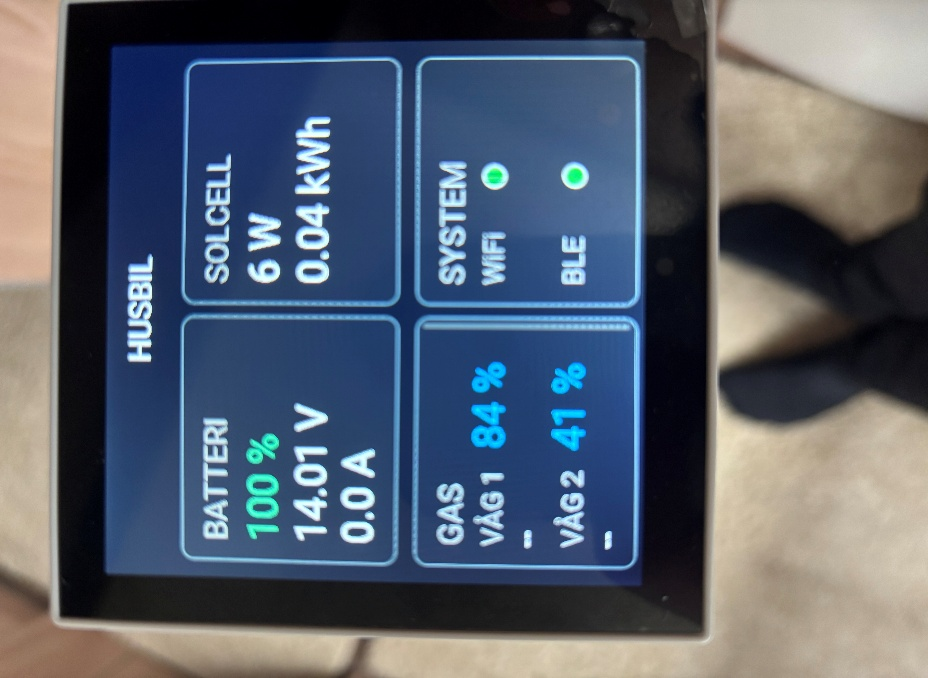 HUSBIL
BATTERI
100 %
14.01 V
0.0 A
SOLCELL
6 W
0.04 kWh
GAS
VÅG 1 84 %
--
VÅG 2 41 %
--
SYSTEM
WiFi
BLE